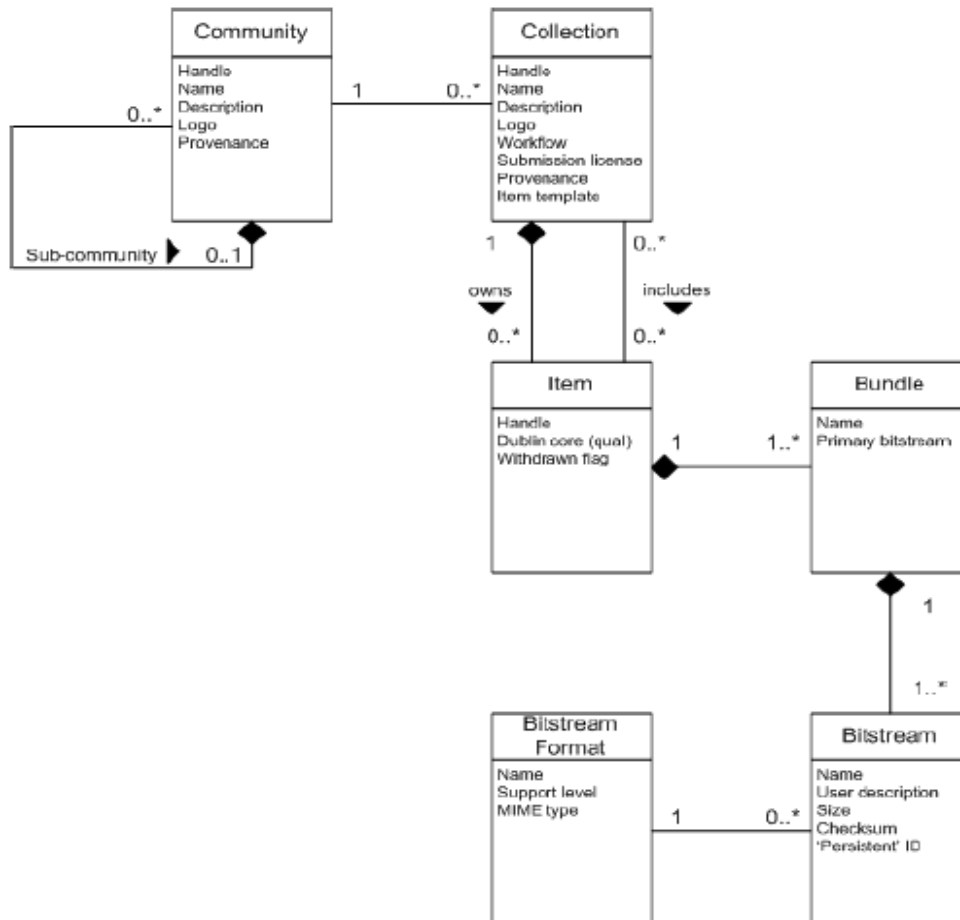 Community
Handle
Name
Description
Logo
Provenance
1
0..*
Collection
Handle
Name
Description
Logo
Workflow
Submission license
Provenance
Item template
0..*
Sub-community
0..1
1
0..*
owns
includes
0..*
0..*
Item
Handle
Dublin core (qual)
Withdrawn flag
1
1..*
Bundle
Name
Primary bitstream
1
1..*
Bitstream
Format
Name
Support level
MIME type
1
0..*
Bitstream
Name
User description
Size
Checksum
'Persistent' ID